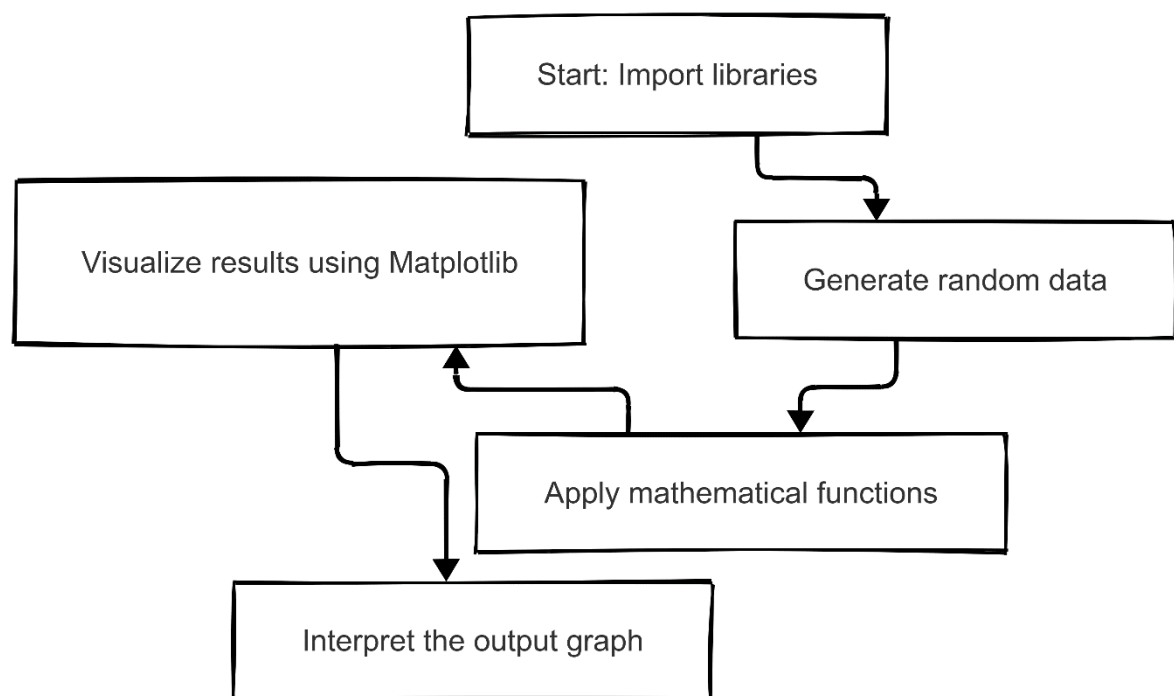 Start: Import libraries
Generate random data
Apply mathematical functions
Visualize results using Matplotlib
Interpret the output graph